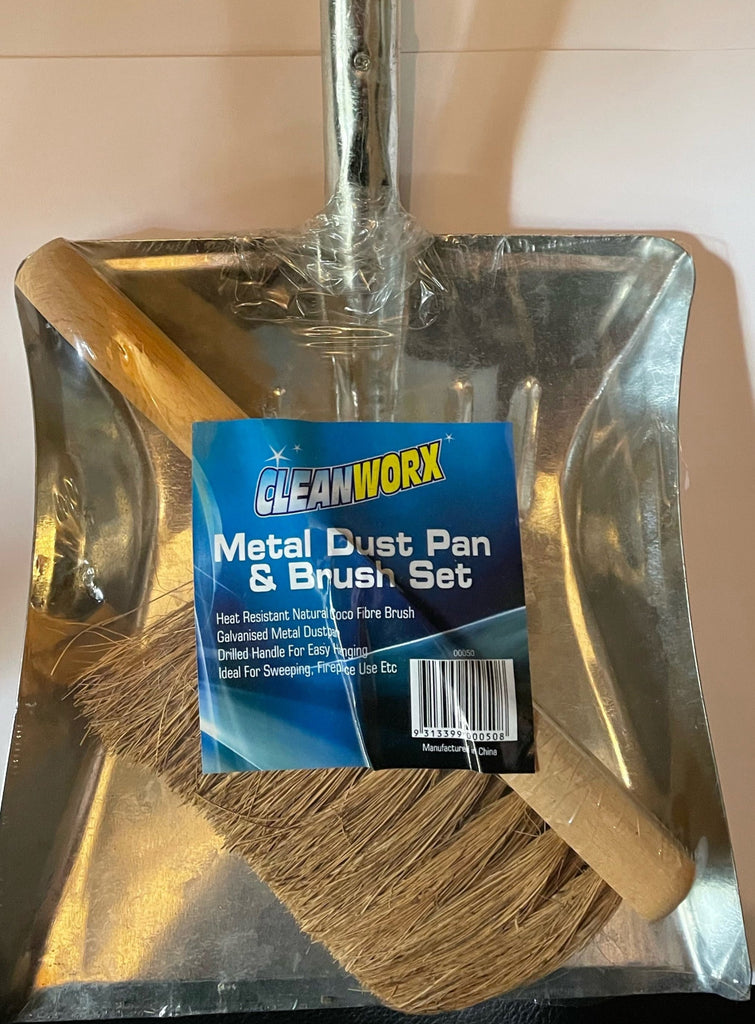 CLEANWORX
Metal Dust Pan
& Brush Set
Heat Resistant Natural Coco Fibre Brush
Galvanised Metal Dustpan
Drilled Handle For Easy Hanging
Ideal For Sweeping, Fireplace Use Etc
00050
9 313399 000508
Manufactured in China